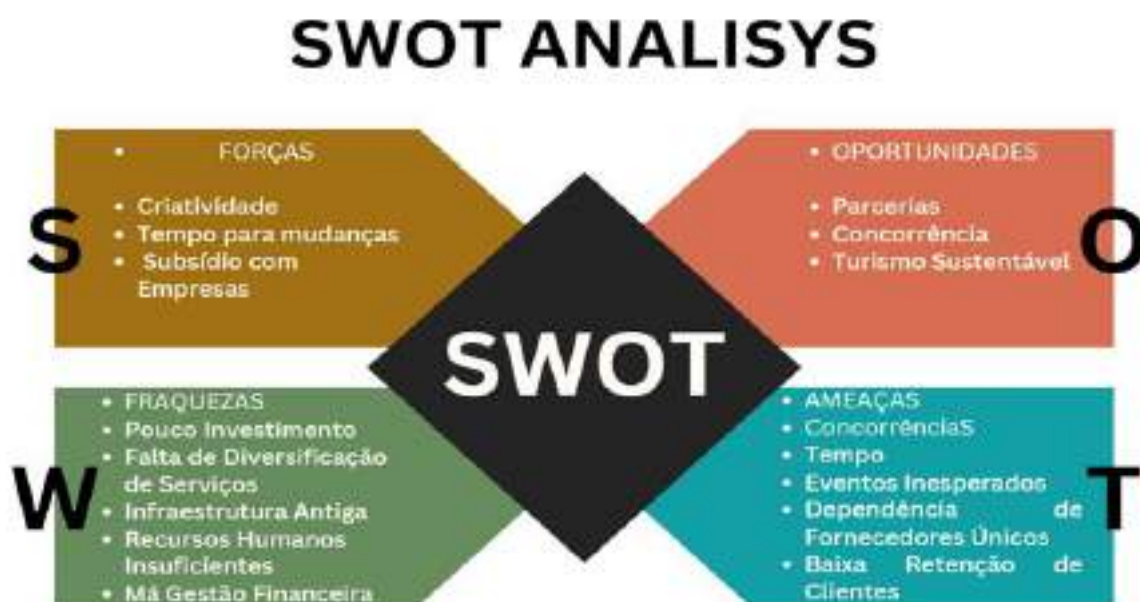 SWOT ANALISYS
S
• FORÇAS
• Criatividade
• Tempo para mudanças
• Subsídio com
Empresas
• OPORTUNIDADES
• Parcerias
• Concorrência
• Turismo Sustentável
O
SWOT
W
• FRAQUEZAS
• Pouco Investimento
• Falta de Diversificação
de Serviços
• Infraestrutura Antiga
• Recursos Humanos
Insuficientes
• Má Gestão Financeira
• AMEAÇAS
• ConcorrênciaS
• Tempo
• Eventos Inesperados
• Dependência de
Fornecedores Únicos
• Baixa Retenção de
Clientes
T